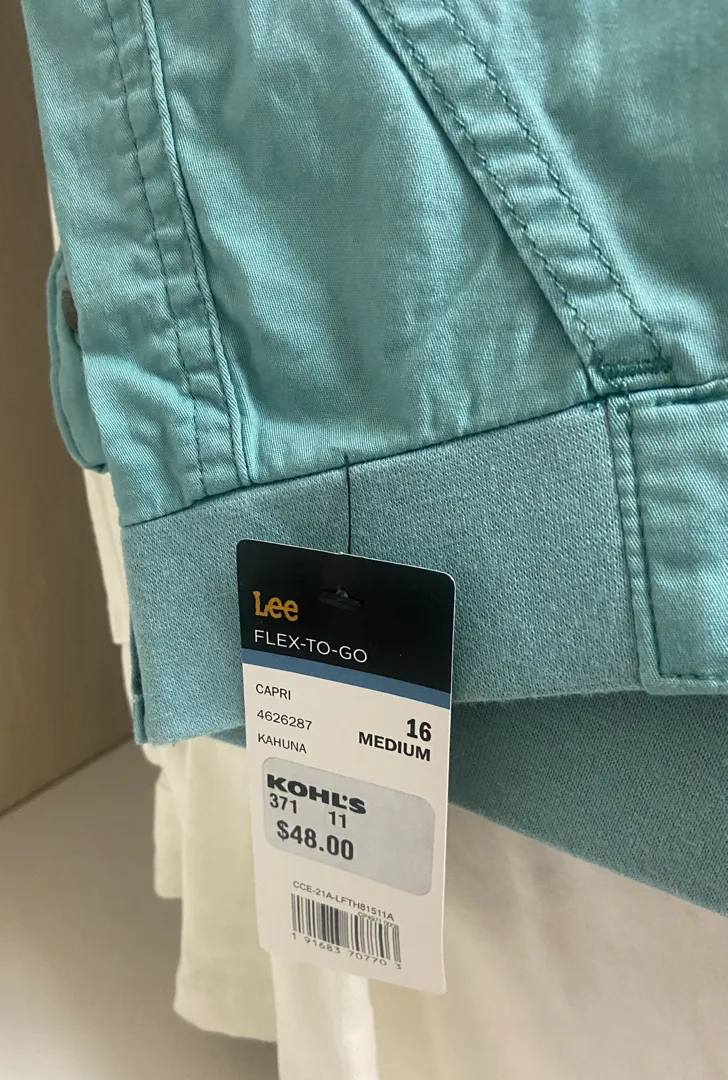 Lee
FLEX-TO-GO
CAPRI
4626287
KAHUNA
16
MEDIUM
KOHL'S
371 11
$48.00
CCE-21A-LFTH81511A
1 91683 70770 3